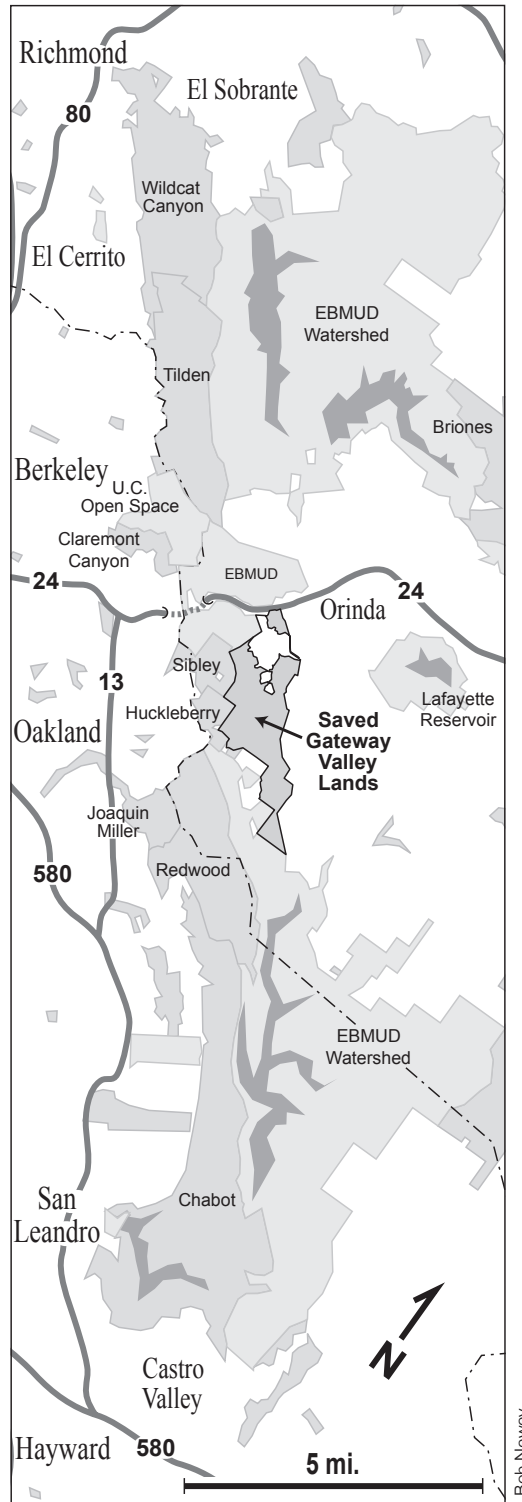 Richmond
El Sobrante
80
Wildcat
Canyon
El Cerrito
EBMUD
Watershed
Tilden
Briones
Berkeley
U.C.
Open Space
Claremont
Canyon
EBMUD
24
24
Orinda
Sibley
13
Lafayette
Reservoir
Huckleberry
Saved
Gateway
Valley
Lands
Oakland
Joaquin
Miller
580
Redwood
EBMUD
Watershed
Chabot
San
Leandro
N
Castro
Valley
Hayward
580
5 mi.